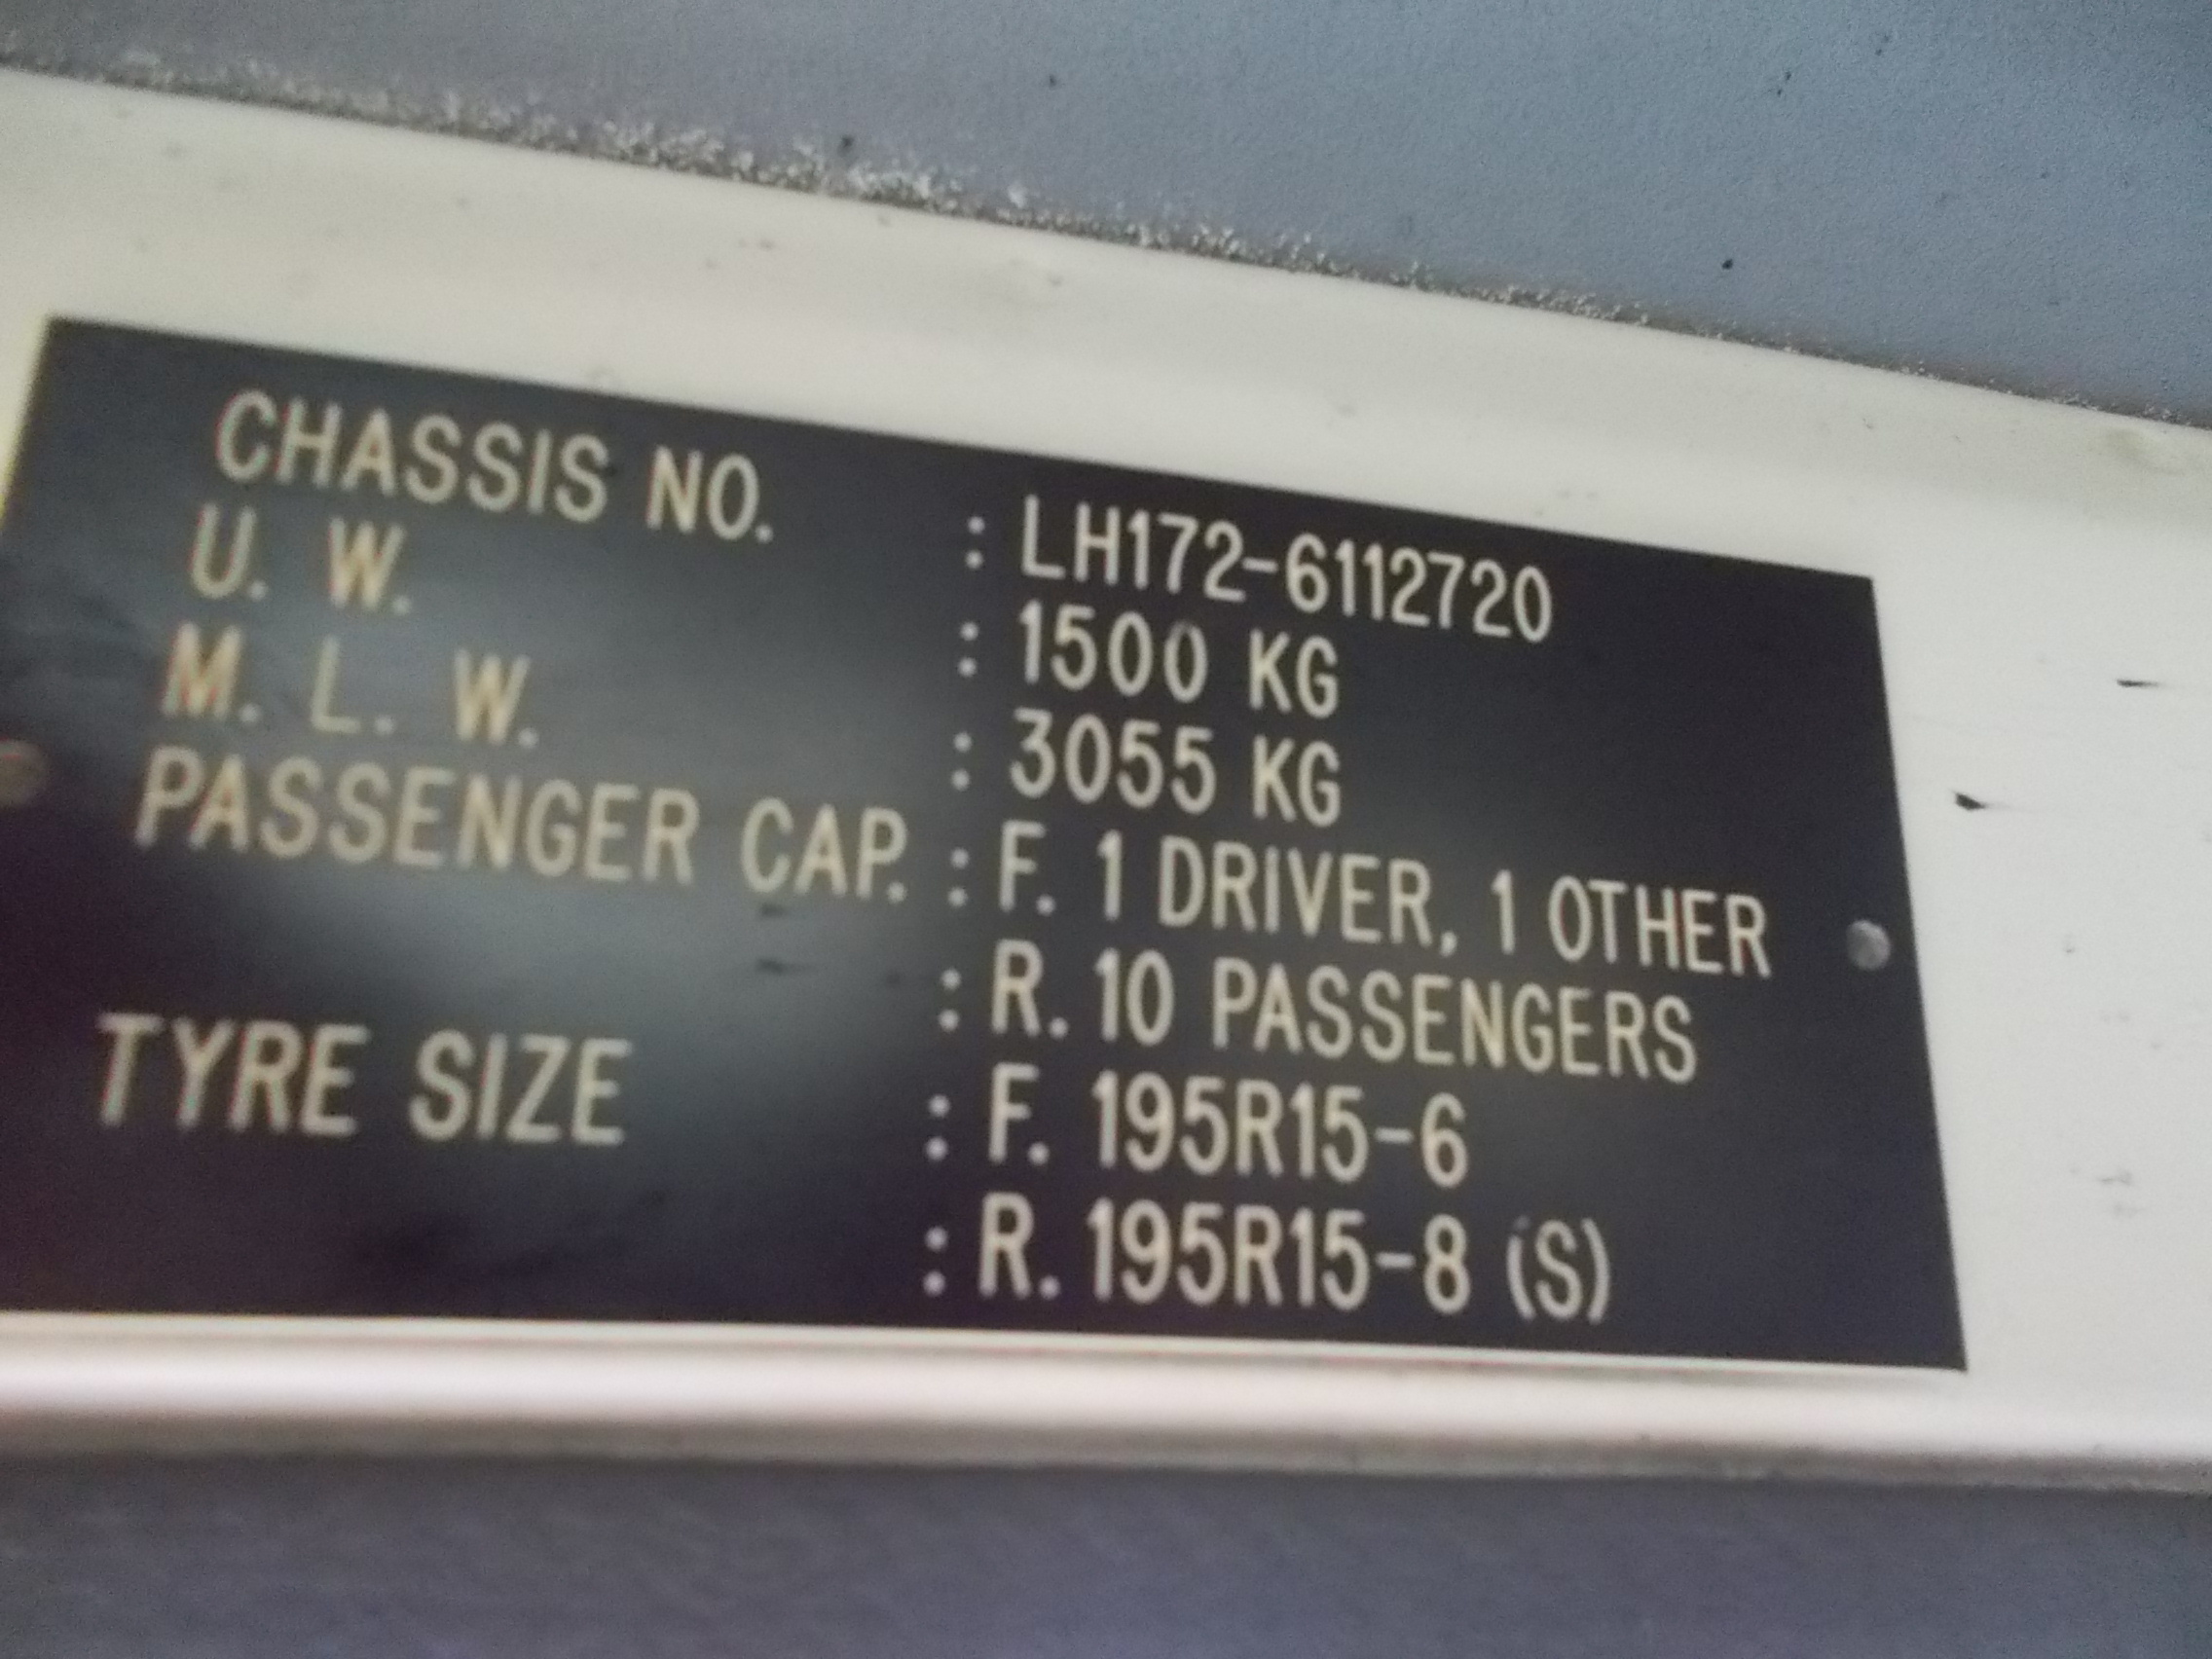 CHASSIS NO. : LH172-6112720
U. W. : 1500 KG
M. L. W. : 3055 KG
PASSENGER CAP. : F. 1 DRIVER, 1 OTHER
: R. 10 PASSENGERS
TYRE SIZE : F. 195R15-6
: R. 195R15-8 (S)